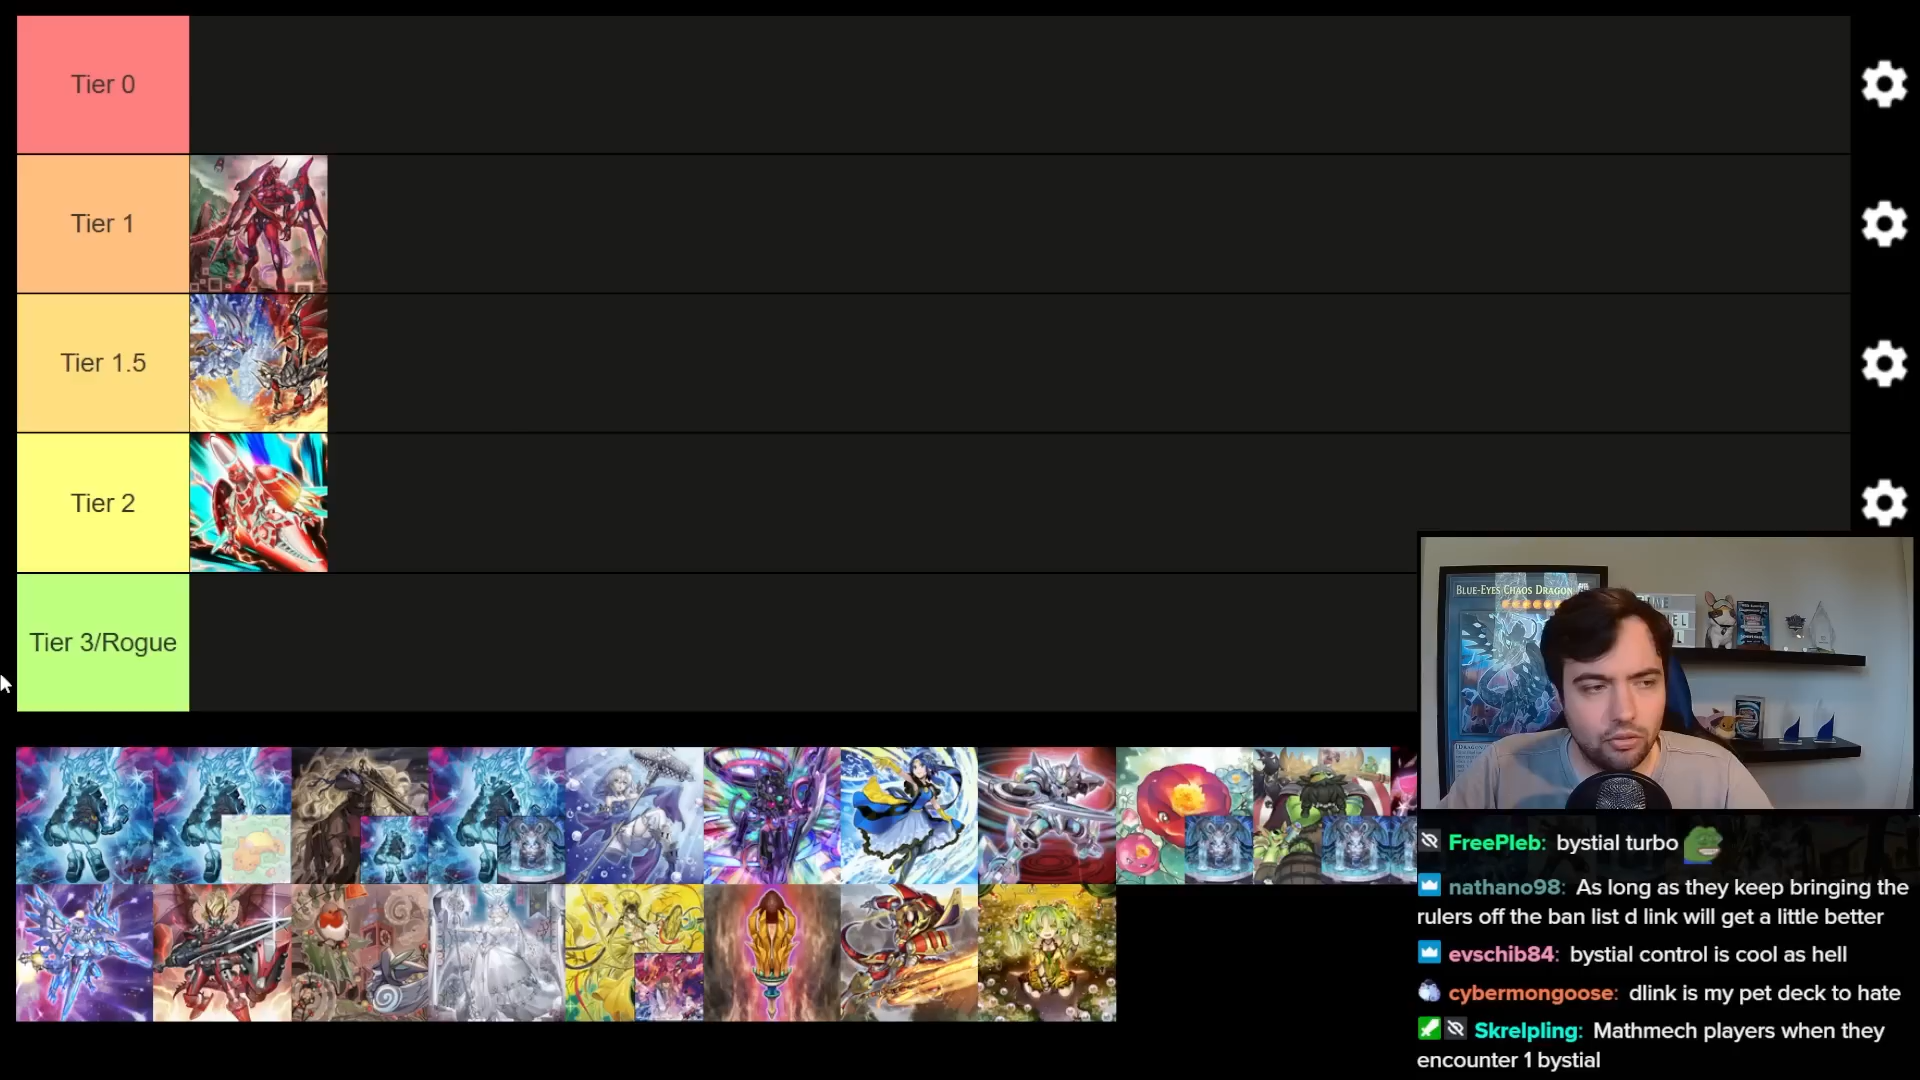 Tier 0
Tier 1
Tier 1.5
Tier 2
Tier 3/Rogue
BLUE-EYES CHAOS DRAGON
FreePleb: bystial turbo
nathano98: As long as they keep bringing the
rulers off the ban list d link will get a little better
evschib84: bystial control is cool as hell
cybermongoose: dlink is my pet deck to hate
Skrelpling: Mathmech players when they
encounter 1 bystial